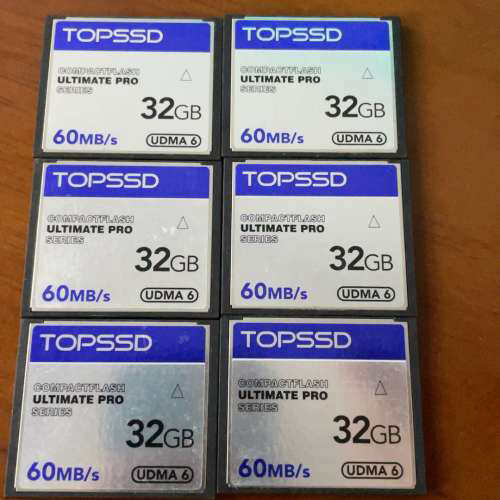 TOPSSD
COMPACTFLASH
ULTIMATE PRO
SERIES
32GB
60MB/s
UDMA 6
TOPSSD
COMPACTFLASH
ULTIMATE PRO
SERIES
32GB
60MB/s
UDMA 6
TOPSSD
COMPACTFLASH
ULTIMATE PRO
SERIES
32GB
60MB/s
UDMA 6
TOPSSD
COMPACTFLASH
ULTIMATE PRO
SERIES
32GB
60MB/s
UDMA 6
TOPSSD
COMPACTFLASH
ULTIMATE PRO
SERIES
32GB
60MB/s
UDMA 6
TOPSSD
COMPACTFLASH
ULTIMATE PRO
SERIES
32GB
60MB/s
UDMA 6